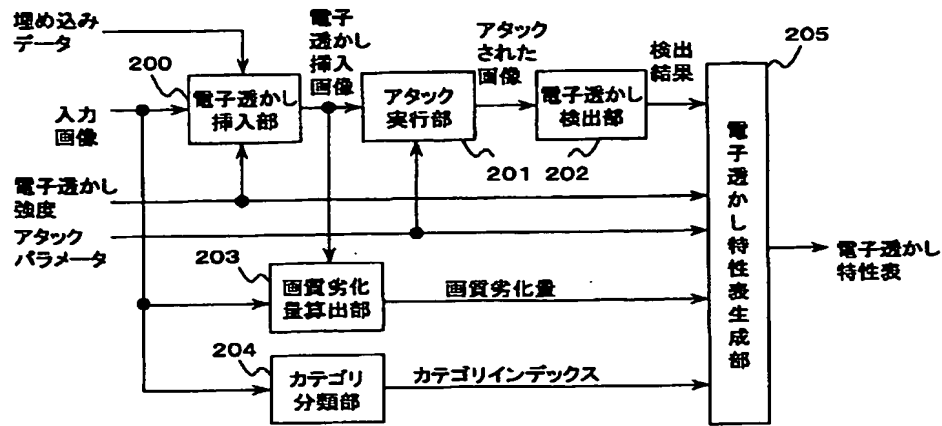 埋め込み
データ
200
電子透かし
挿入部
入力
画像
電子
透かし
挿入
画像
アタック
実行部
201
アタック
された
画像
電子透かし
検出部
202
検出
結果
205
電子透かし特性表生成部
電子透かし
強度
アタック
パラメータ
203
画質劣化
量算出部
画質劣化量
204
カテゴリ
分類部
カテゴリインデックス
電子透かし
特性表